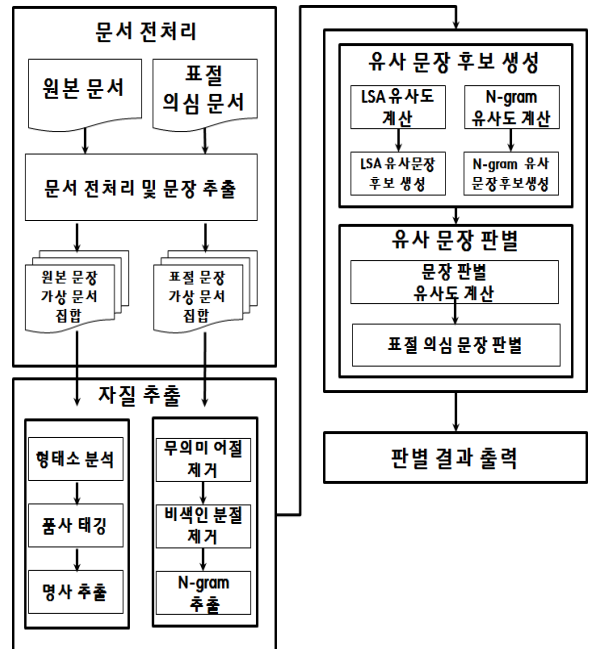 문서 전처리
원본 문서
표절
의심 문서
문서 전처리 및 문장 추출
원본 문장
가상 문서
집합
표절 문장
가상 문서
집합
자질 추출
형태소 분석
품사 태깅
명사 추출
무의미 어절
제거
비색인 분절
제거
N-gram
추출
유사 문장 후보 생성
LSA 유사도
계산
N-gram
유사도 계산
LSA 유사문장
후보 생성
N-gram 유사
문장후보생성
유사 문장 판별
문장 판별
유사도 계산
표절 의심 문장 판별
판별 결과 출력